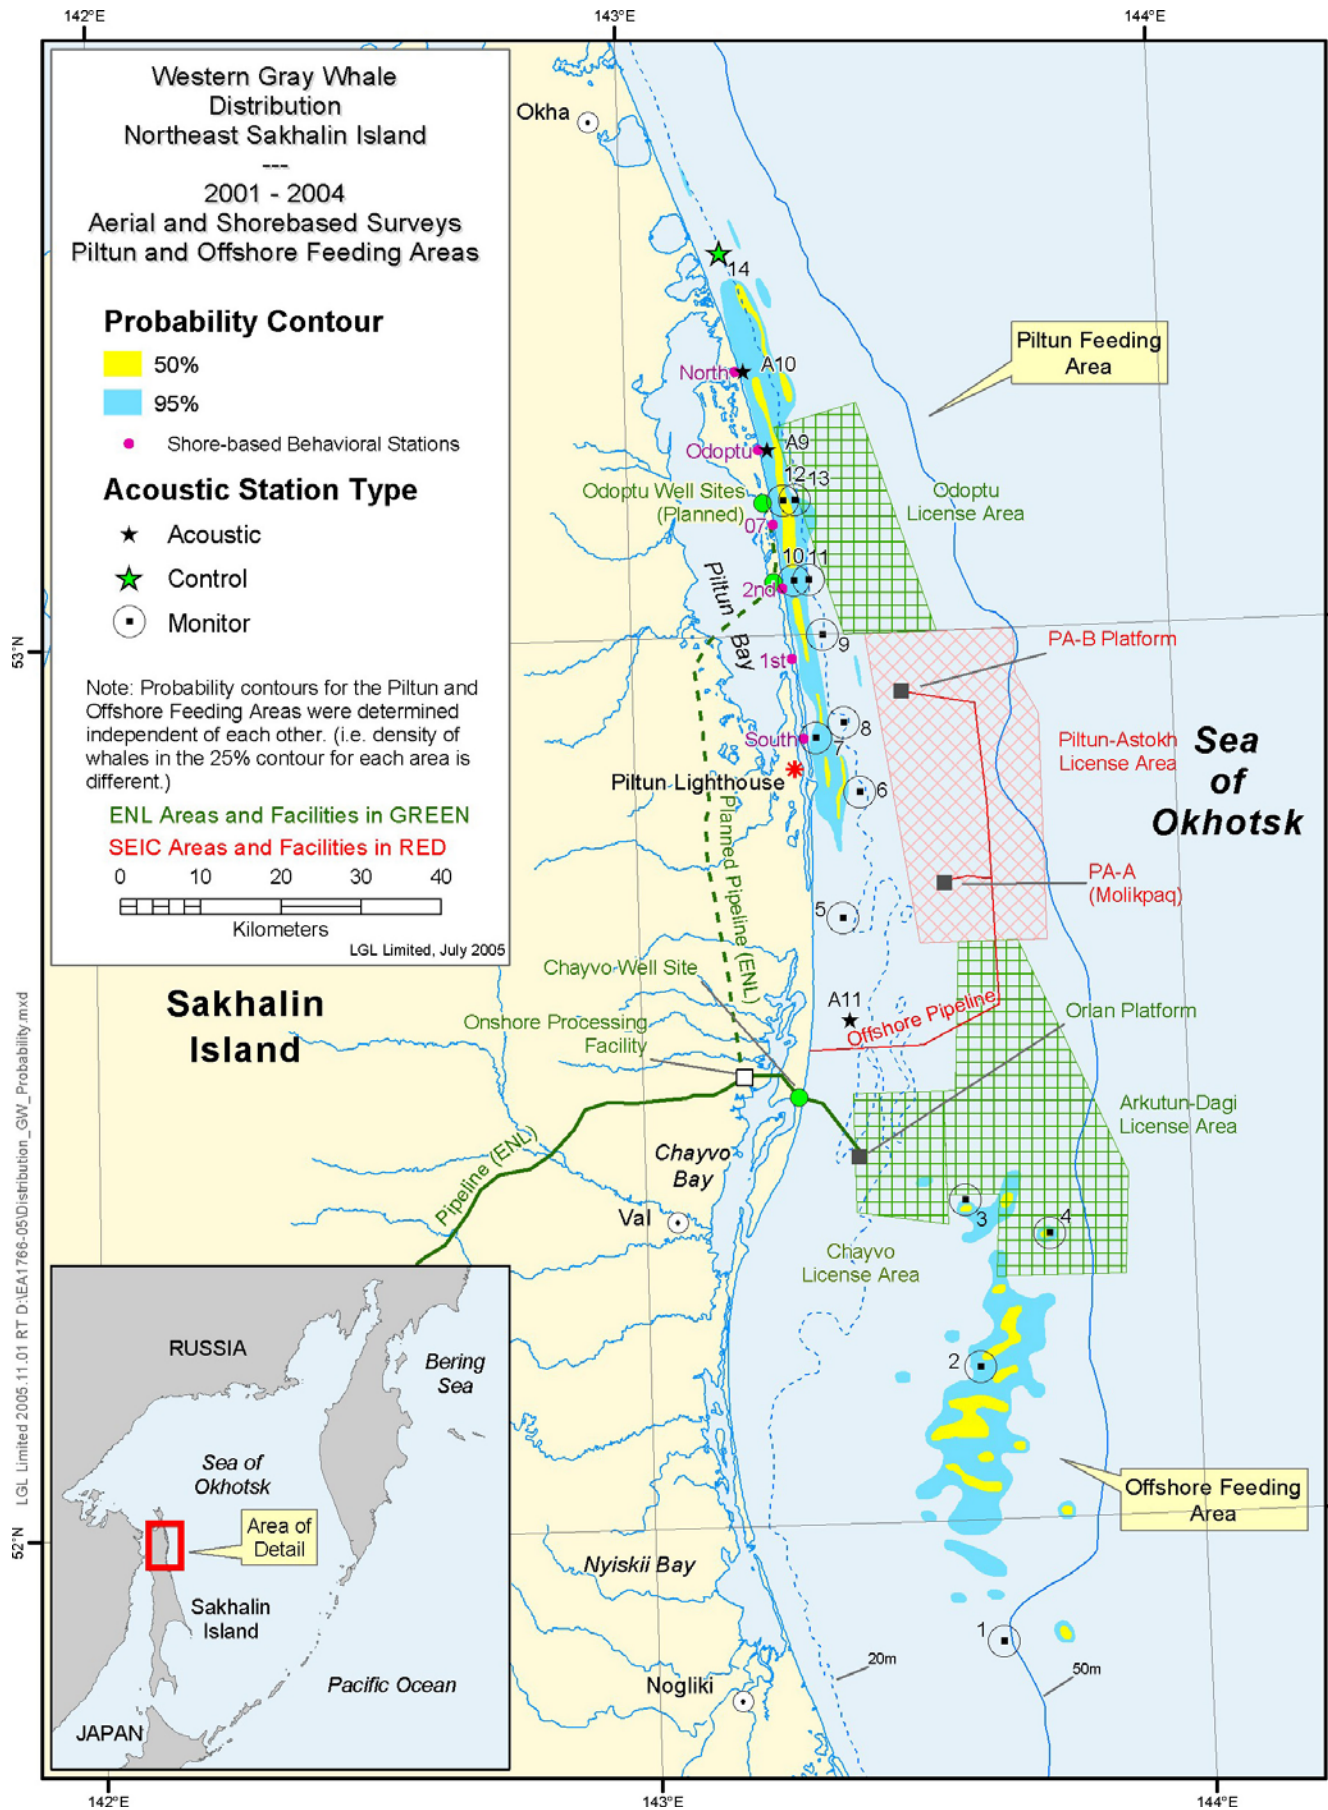 142°E
143°E
144°E
Western Gray Whale
Distribution
Northeast Sakhalin Island
---
2001 - 2004
Aerial and Shorebased Surveys
Piltun and Offshore Feeding Areas
Probability Contour
50%
95%
Shore-based Behavioral Stations
Acoustic Station Type
Acoustic
Control
Monitor
Note: Probability contours for the Piltun and
Offshore Feeding Areas were determined
independent of each other. (i.e. density of
whales in the 25% contour for each area is
different.)
ENL Areas and Facilities in GREEN
SEIC Areas and Facilities in RED
0 10 20 30 40
Kilometers
LGL Limited, July 2005
Okha
14
Piltun Feeding
Area
North
A10
Odoptu
A9
12
13
Odoptu Well Sites
(Planned)
Odoptu
License Area
07
10
11
2nd
Piltun Bay
9
1st
53°N
53°N
PA-B Platform
8
South
7
Piltun-Astokh
License Area
Sea
of
Okhotsk
Piltun Lighthouse
6
Planned Pipeline (ENL)
PA-A
(Molikpaq)
5
Chayvo Well Site
A11
Offshore Pipeline
Orlan Platform
Sakhalin
Island
Onshore Processing
Facility
Arkutun-Dagi
License Area
Pipeline (ENL)
Chayvo
Bay
Val
3
4
Chayvo
License Area
2
Offshore Feeding
Area
52°N
52°N
Nyiskii Bay
1
20m
50m
Nogliki
RUSSIA
Bering
Sea
Sea of
Okhotsk
Area of
Detail
Sakhalin
Island
Pacific Ocean
JAPAN
LGL Limited 2005.11.01 RT D:\EA1766-05\Distribution_GW_Probability.mxd
142°E
143°E
144°E